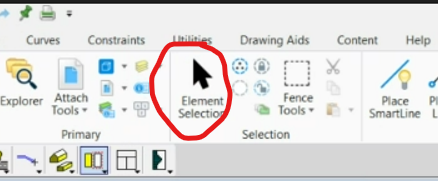 Curves Constraints Utilities Drawing Aids Content Help
Explorer Attach Tools Element Selection Fence Tools Place SmartLine
Primary Selection